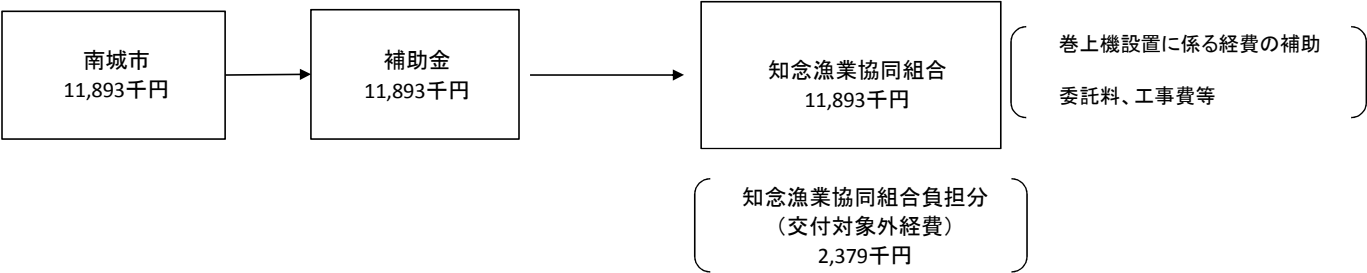 南城市
11,893千円
補助金
11,893千円
知念漁業協同組合
11,893千円
巻上機設置に係る経費の補助
委託料、工事費等
知念漁業協同組合負担分
（交付対象外経費）
2,379千円